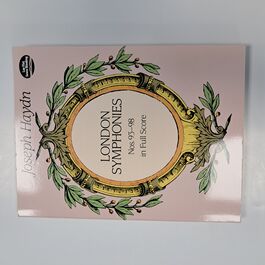 Joseph Haydn
LONDON
SYMPHONIES
Nos. 93–98
in Full Score